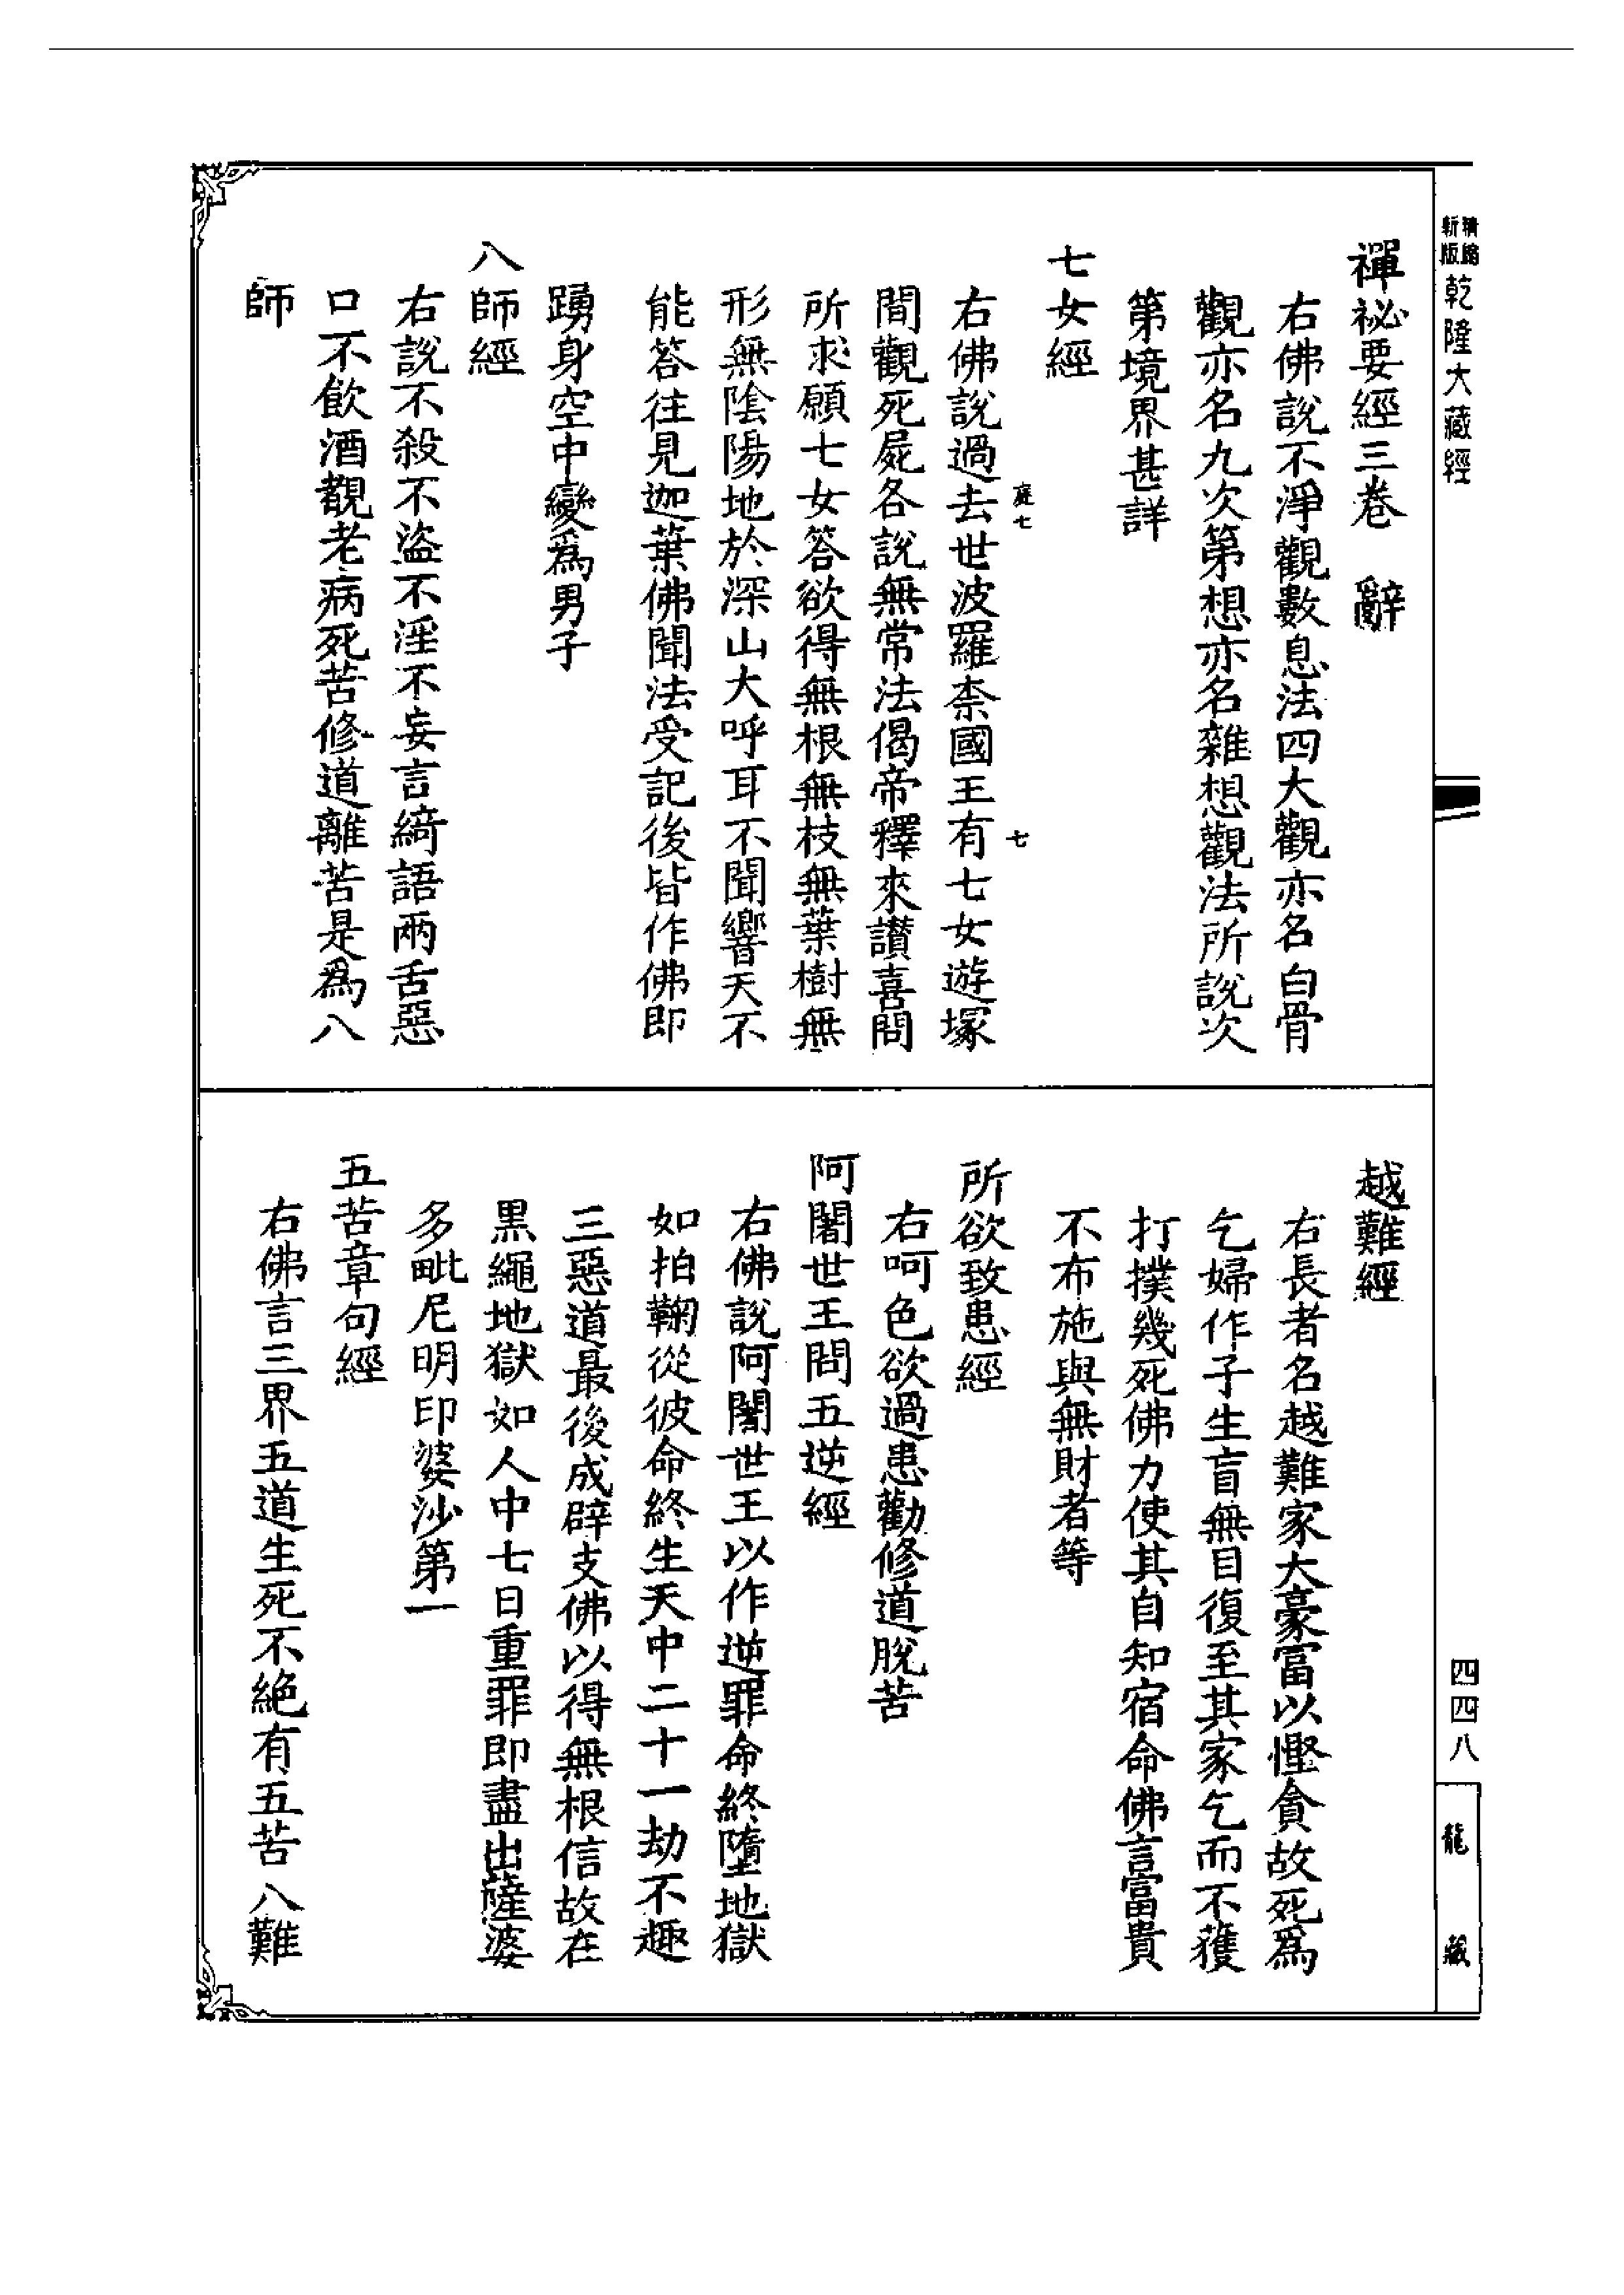 精縮
新版
乾隆大藏經
四四八
龍藏
禪祕要經三卷　辭
右佛說不淨觀數息法四大觀亦名白骨
觀亦名九次第想亦名雜想觀法所說次
第境界甚詳
七女經
庭七　七
右佛說過去世波羅柰國王有七女遊塚
間觀死屍各說無常法偈帝釋來讚喜問
所求願七女答欲得無根無枝無葉樹無
形無陰陽地於深山大呼耳不聞響天不
能答往見迦葉佛聞法受記後皆作佛即
踴身空中變爲男子
八師經
右說不殺不盜不淫不妄言綺語兩舌惡
口不飲酒覩老病死苦修道離苦是爲八
師
越難經
右長者名越難家大豪富以慳貪故死爲
乞婦作子生盲無目復至其家乞而不獲
打撲幾死佛力使其自知宿命佛言富貴
不布施與無財者等
所欲致患經
右呵色欲過患勸修道脫苦
阿闍世王問五逆經
右佛說阿闍世王以作逆罪命終墮地獄
如拍鞠從彼命終生天中二十一劫不趣
三惡道最後成辟支佛以得無根信故在
黑繩地獄如人中七日重罪即盡出薩婆
多毗尼明印婆沙第一
五苦章句經
右佛言三界五道生死不絕有五苦八難